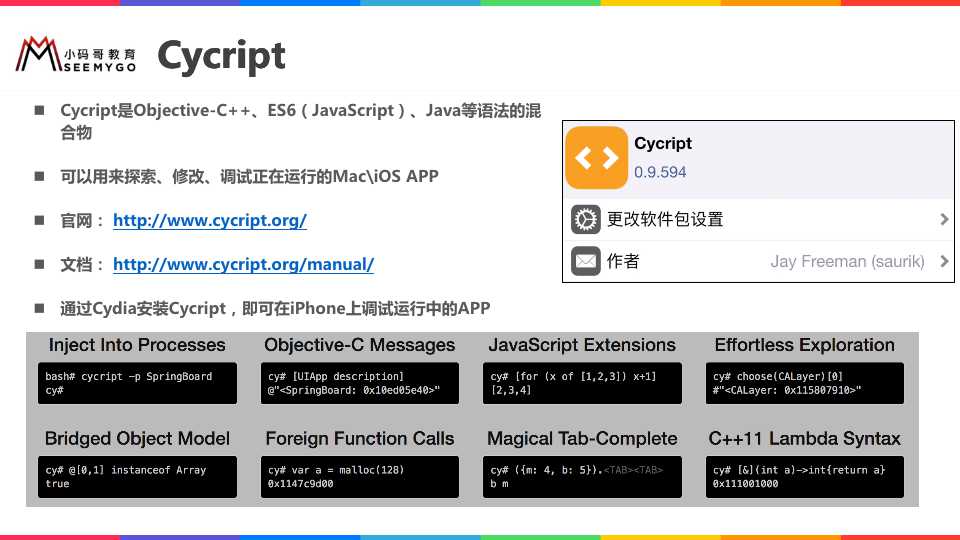 小码哥教育
SEEMYGO
Cycript
Cycript是Objective-C++、ES6（JavaScript）、Java等语法的混
合物
可以用来探索、修改、调试正在运行的Mac\iOS APP
官网： http://www.cycript.org/
文档： http://www.cycript.org/manual/
通过Cydia安装Cycript，即可在iPhone上调试运行中的APP
Cycript
0.9.594
更改软件包设置
作者 Jay Freeman (saurik)
Inject Into Processes
bash# cycript -p SpringBoard
cy#
Objective-C Messages
cy# [UIApp description]
@"<SpringBoard: 0x10ed05e40>"
JavaScript Extensions
cy# [for (x of [1,2,3]) x+1]
[2,3,4]
Effortless Exploration
cy# choose(CALayer)[0]
#"<CALayer: 0x115807910>"
Bridged Object Model
cy# @[0,1] instanceof Array
true
Foreign Function Calls
cy# var a = malloc(128)
0x1147c9d00
Magical Tab-Complete
cy# ({m: 4, b: 5}).<TAB><TAB>
b m
C++11 Lambda Syntax
cy# [&](int a)->int{return a}
0x111001000